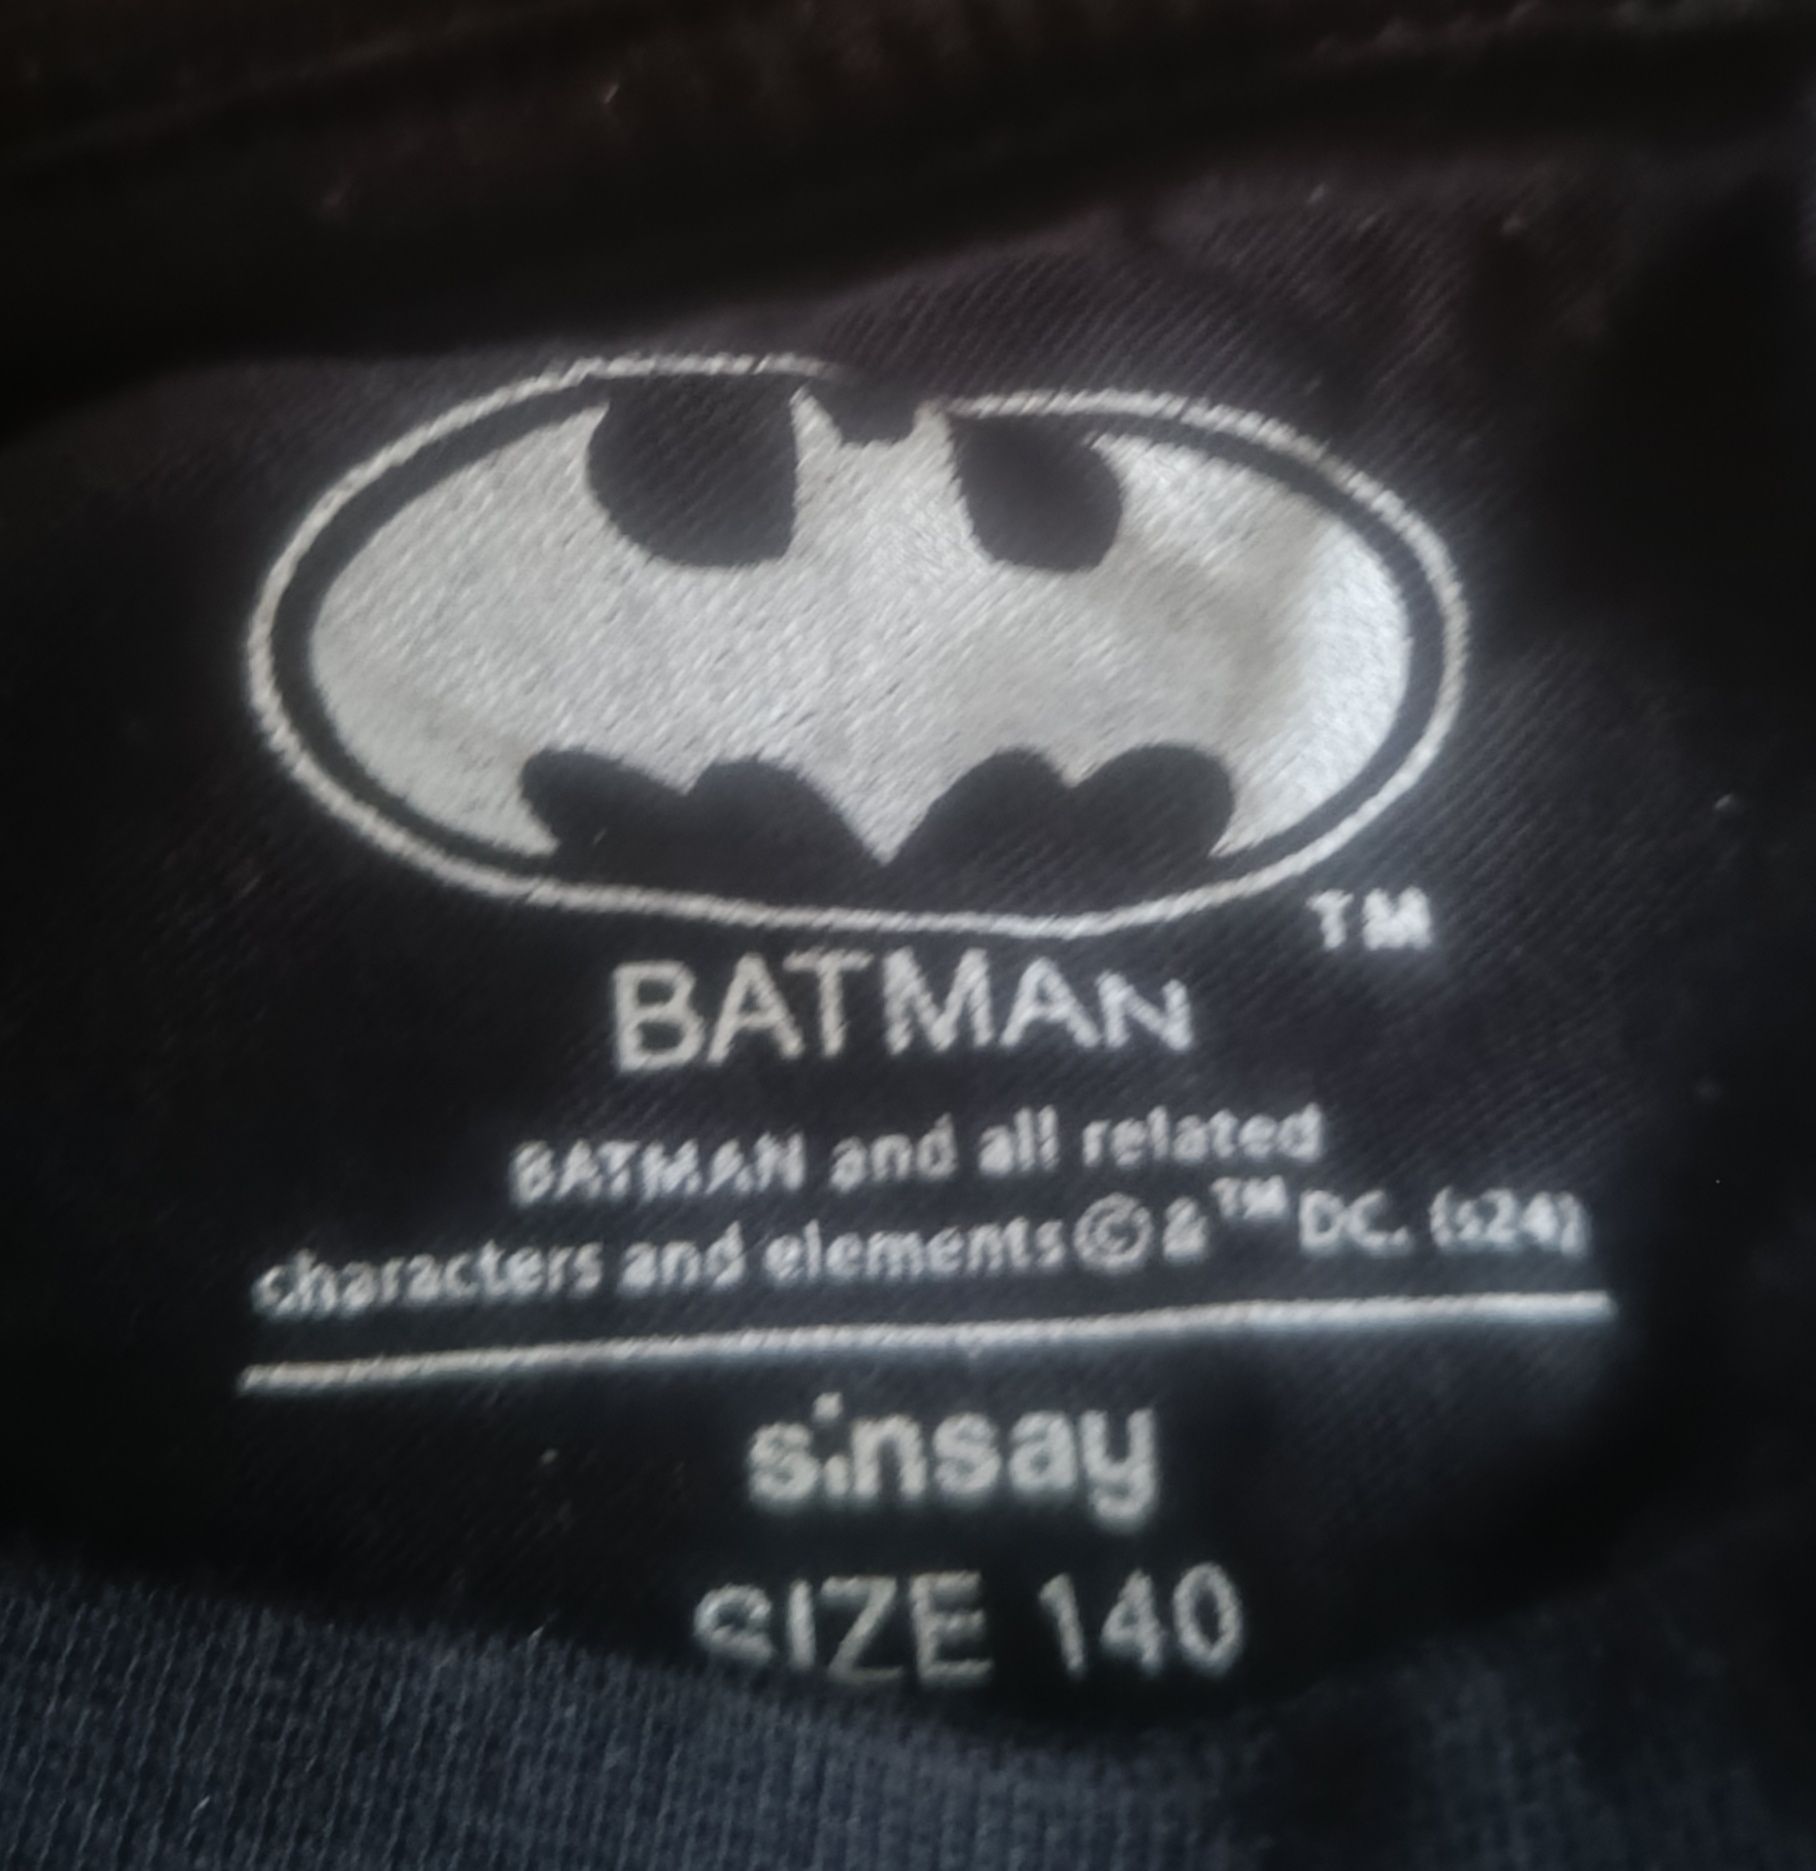 TM
BATMAN
BATMAN and all related
characters and elements © & ™ DC. (s24)
sinsay
SIZE 140